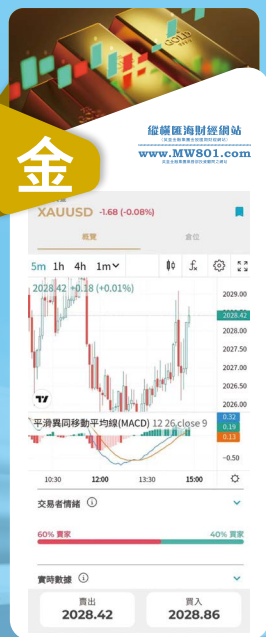 GOLD
縱橫匯海財經網站
www.MW801.com
金
XAUUSD -1.68 (-0.08%)
概覽 倉位
5m 1h 4h 1m
2028.42 +0.18 (+0.01%)
2029.00
2028.42
2028.00
2027.50
2027.00
2026.50
2026.00
平滑異同移動平均線(MACD) 12 26 close 9
0.32
0.19
0.13
−0.50
10:30 12:00 13:30 15:00
交易者情緒
60% 賣家 40% 買家
實時數據
賣出 買入
2028.42 2028.86